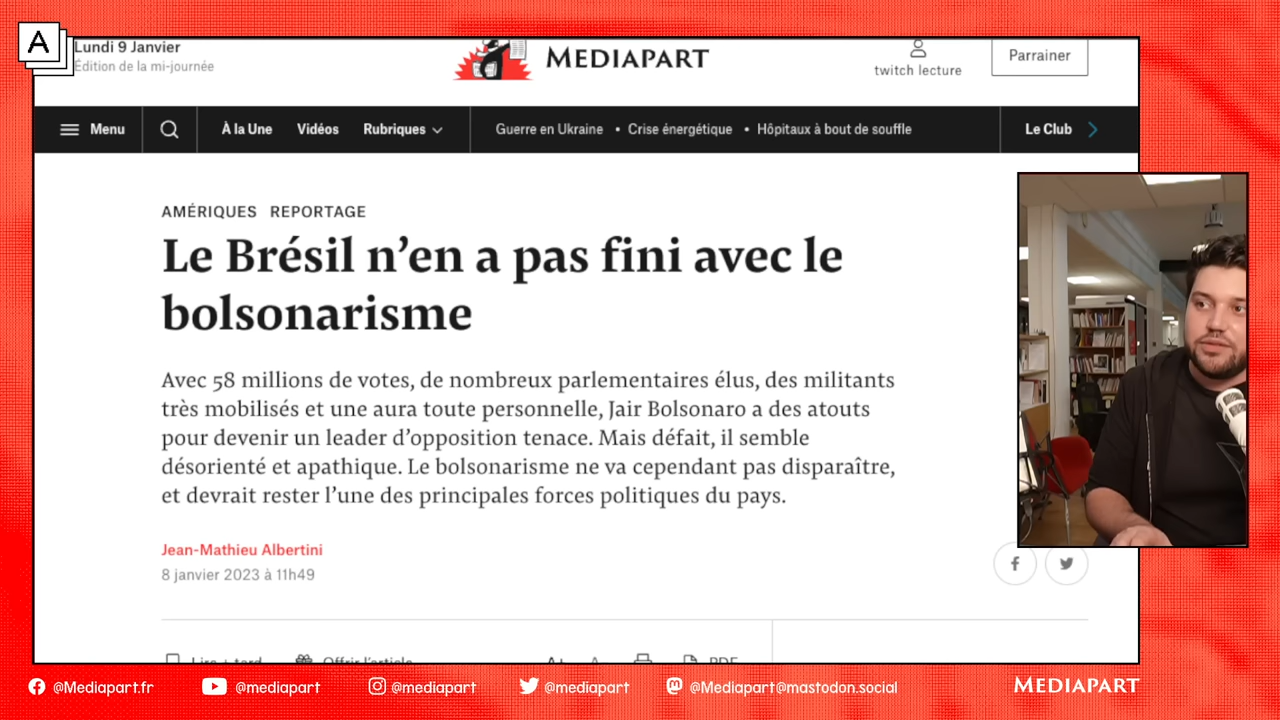 A
Lundi 9 Janvier
Édition de la mi-journée
MEDIAPART
twitch lecture
Parrainer
Menu
À la Une
Vidéos
Rubriques
Guerre en Ukraine • Crise énergétique • Hôpitaux à bout de souffle
Le Club
AMÉRIQUES REPORTAGE
Le Brésil n’en a pas fini avec le
bolsonarisme
Avec 58 millions de votes, de nombreux parlementaires élus, des militants
très mobilisés et une aura toute personnelle, Jair Bolsonaro a des atouts
pour devenir un leader d’opposition tenace. Mais défait, il semble
désorienté et apathique. Le bolsonarisme ne va cependant pas disparaître,
et devrait rester l’une des principales forces politiques du pays.
Jean-Mathieu Albertini
8 janvier 2023 à 11h49
Lire + tard
Offrir l’article
A+ A-
PDF
@Mediapart.fr
@mediapart
@mediapart
@mediapart
@Mediapart@mastodon.social
MEDIAPART